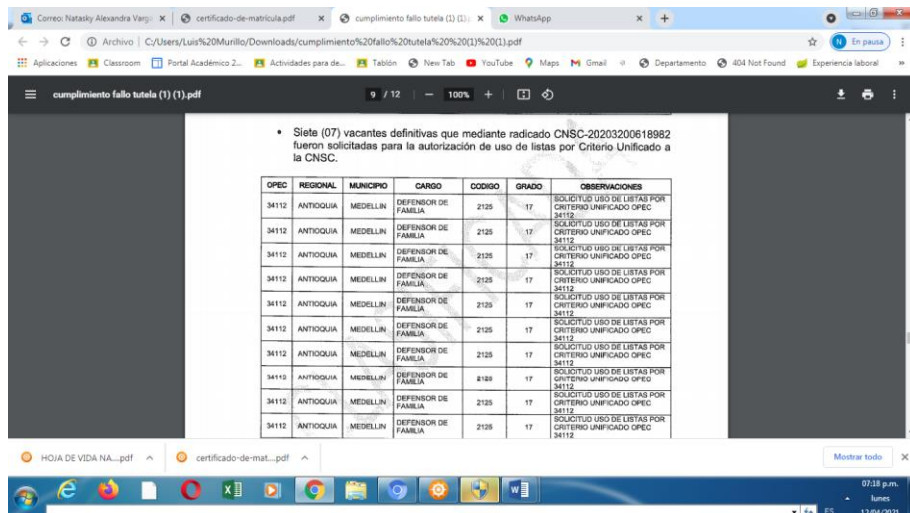 Correo: Natasky Alexandra Varg
certificado-de-matrícula.pdf
cumplimiento fallo tutela (1) (1).p
WhatsApp
Archivo | C:/Users/Luis%20Murillo/Downloads/cumplimiento%20fallo%20tutela%20%20(1)%20(1).pdf
N En pausa
Aplicaciones Classroom Portal Académico 2... Actividades para de... Tablón New Tab YouTube Maps Gmail Departamento 404 Not Found Experiencia laboral »
cumplimiento fallo tutela (1) (1).pdf 9 / 12 | − 100% +
• Siete (07) vacantes definitivas que mediante radicado CNSC-20203200618982
fueron solicitadas para la autorización de uso de listas por Criterio Unificado a
la CNSC.
OPEC REGIONAL MUNICIPIO CARGO CODIGO GRADO OBSERVACIONES
34112 ANTIOQUIA MEDELLIN DEFENSOR DE FAMILIA 2125 17 SOLICITUD USO DE LISTAS POR CRITERIO UNIFICADO OPEC 34112
34112 ANTIOQUIA MEDELLIN DEFENSOR DE FAMILIA 2125 17 SOLICITUD USO DE LISTAS POR CRITERIO UNIFICADO OPEC 34112
34112 ANTIOQUIA MEDELLIN DEFENSOR DE FAMILIA 2125 17 SOLICITUD USO DE LISTAS POR CRITERIO UNIFICADO OPEC 34112
34112 ANTIOQUIA MEDELLIN DEFENSOR DE FAMILIA 2125 17 SOLICITUD USO DE LISTAS POR CRITERIO UNIFICADO OPEC 34112
34112 ANTIOQUIA MEDELLIN DEFENSOR DE FAMILIA 2125 17 SOLICITUD USO DE LISTAS POR CRITERIO UNIFICADO OPEC 34112
34112 ANTIOQUIA MEDELLIN DEFENSOR DE FAMILIA 2125 17 SOLICITUD USO DE LISTAS POR CRITERIO UNIFICADO OPEC 34112
34112 ANTIOQUIA MEDELLIN DEFENSOR DE FAMILIA 2125 17 SOLICITUD USO DE LISTAS POR CRITERIO UNIFICADO OPEC 34112
34112 ANTIOQUIA MEDELLIN DEFENSOR DE FAMILIA 2125 17 SOLICITUD USO DE LISTAS POR CRITERIO UNIFICADO OPEC 34112
34112 ANTIOQUIA MEDELLIN DEFENSOR DE FAMILIA 2125 17 SOLICITUD USO DE LISTAS POR CRITERIO UNIFICADO OPEC 34112
34112 ANTIOQUIA MEDELLIN DEFENSOR DE FAMILIA 2125 17 SOLICITUD USO DE LISTAS POR CRITERIO UNIFICADO OPEC 34112
HOJA DE VIDA NA....pdf
certificado-de-mat....pdf
Mostrar todo
07:18 p.m.
lunes
ES
12/04/2021